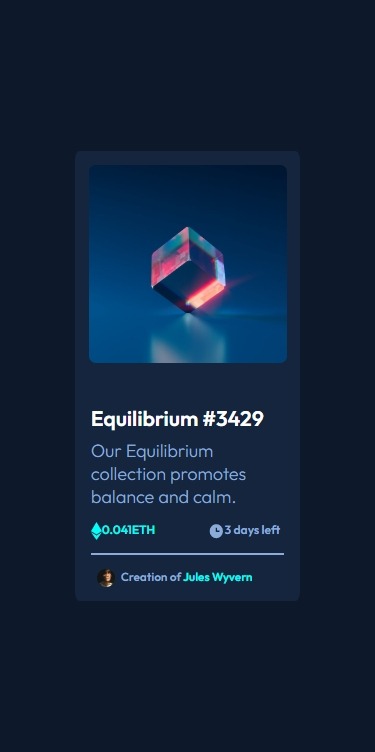 Equilibrium #3429
Our Equilibrium
collection promotes
balance and calm.
0.041ETH 3 days left
Creation of Jules Wyvern